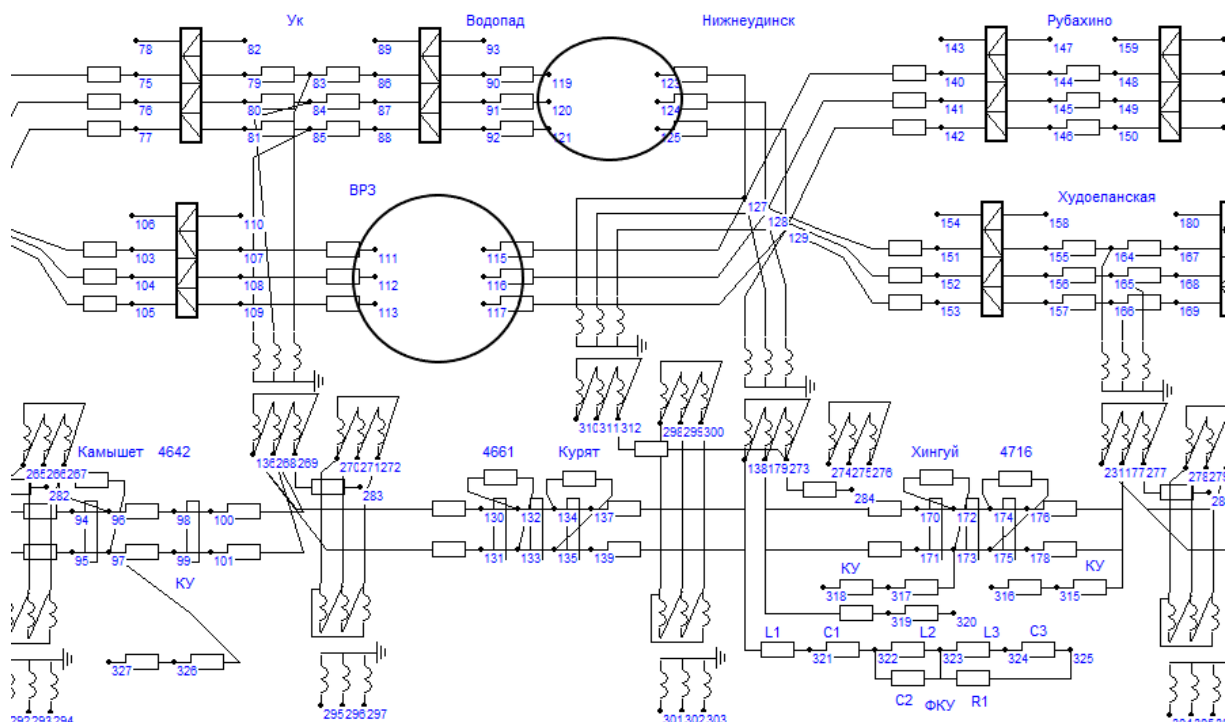 Ук Водопад Нижнеудинск Рубахино
78 82 89 93 143 147 159
75 79 83 86 90 119 123 140 144 148
76 80 84 87 91 120 124 141 145 149
77 81 85 88 92 121 125 142 146 150
ВРЗ Худоеланская
106 110 127 154 158 180
128
129
103 107 111 115 151 155 164 167
104 108 112 116 152 156 165 168
105 109 113 117 153 157 166 169
310 311 312 298 299 300
Камышет 4642 4661 Курят Хингуй 4716
265 266 267 136 268 269 270 271 272 138 179 273 274 275 276 231 177 277 278 279
282 283 284
94 96 98 100 130 132 134 137 170 172 174 176
95 97 99 101 131 133 135 139 171 173 175 178
КУ КУ КУ
318 317 316 315
319 320
L1 C1 L2 L3 C3
321 322 323 324 325
327 326
C2 ФКУ R1
292 293 294 295 296 297 301 302 303